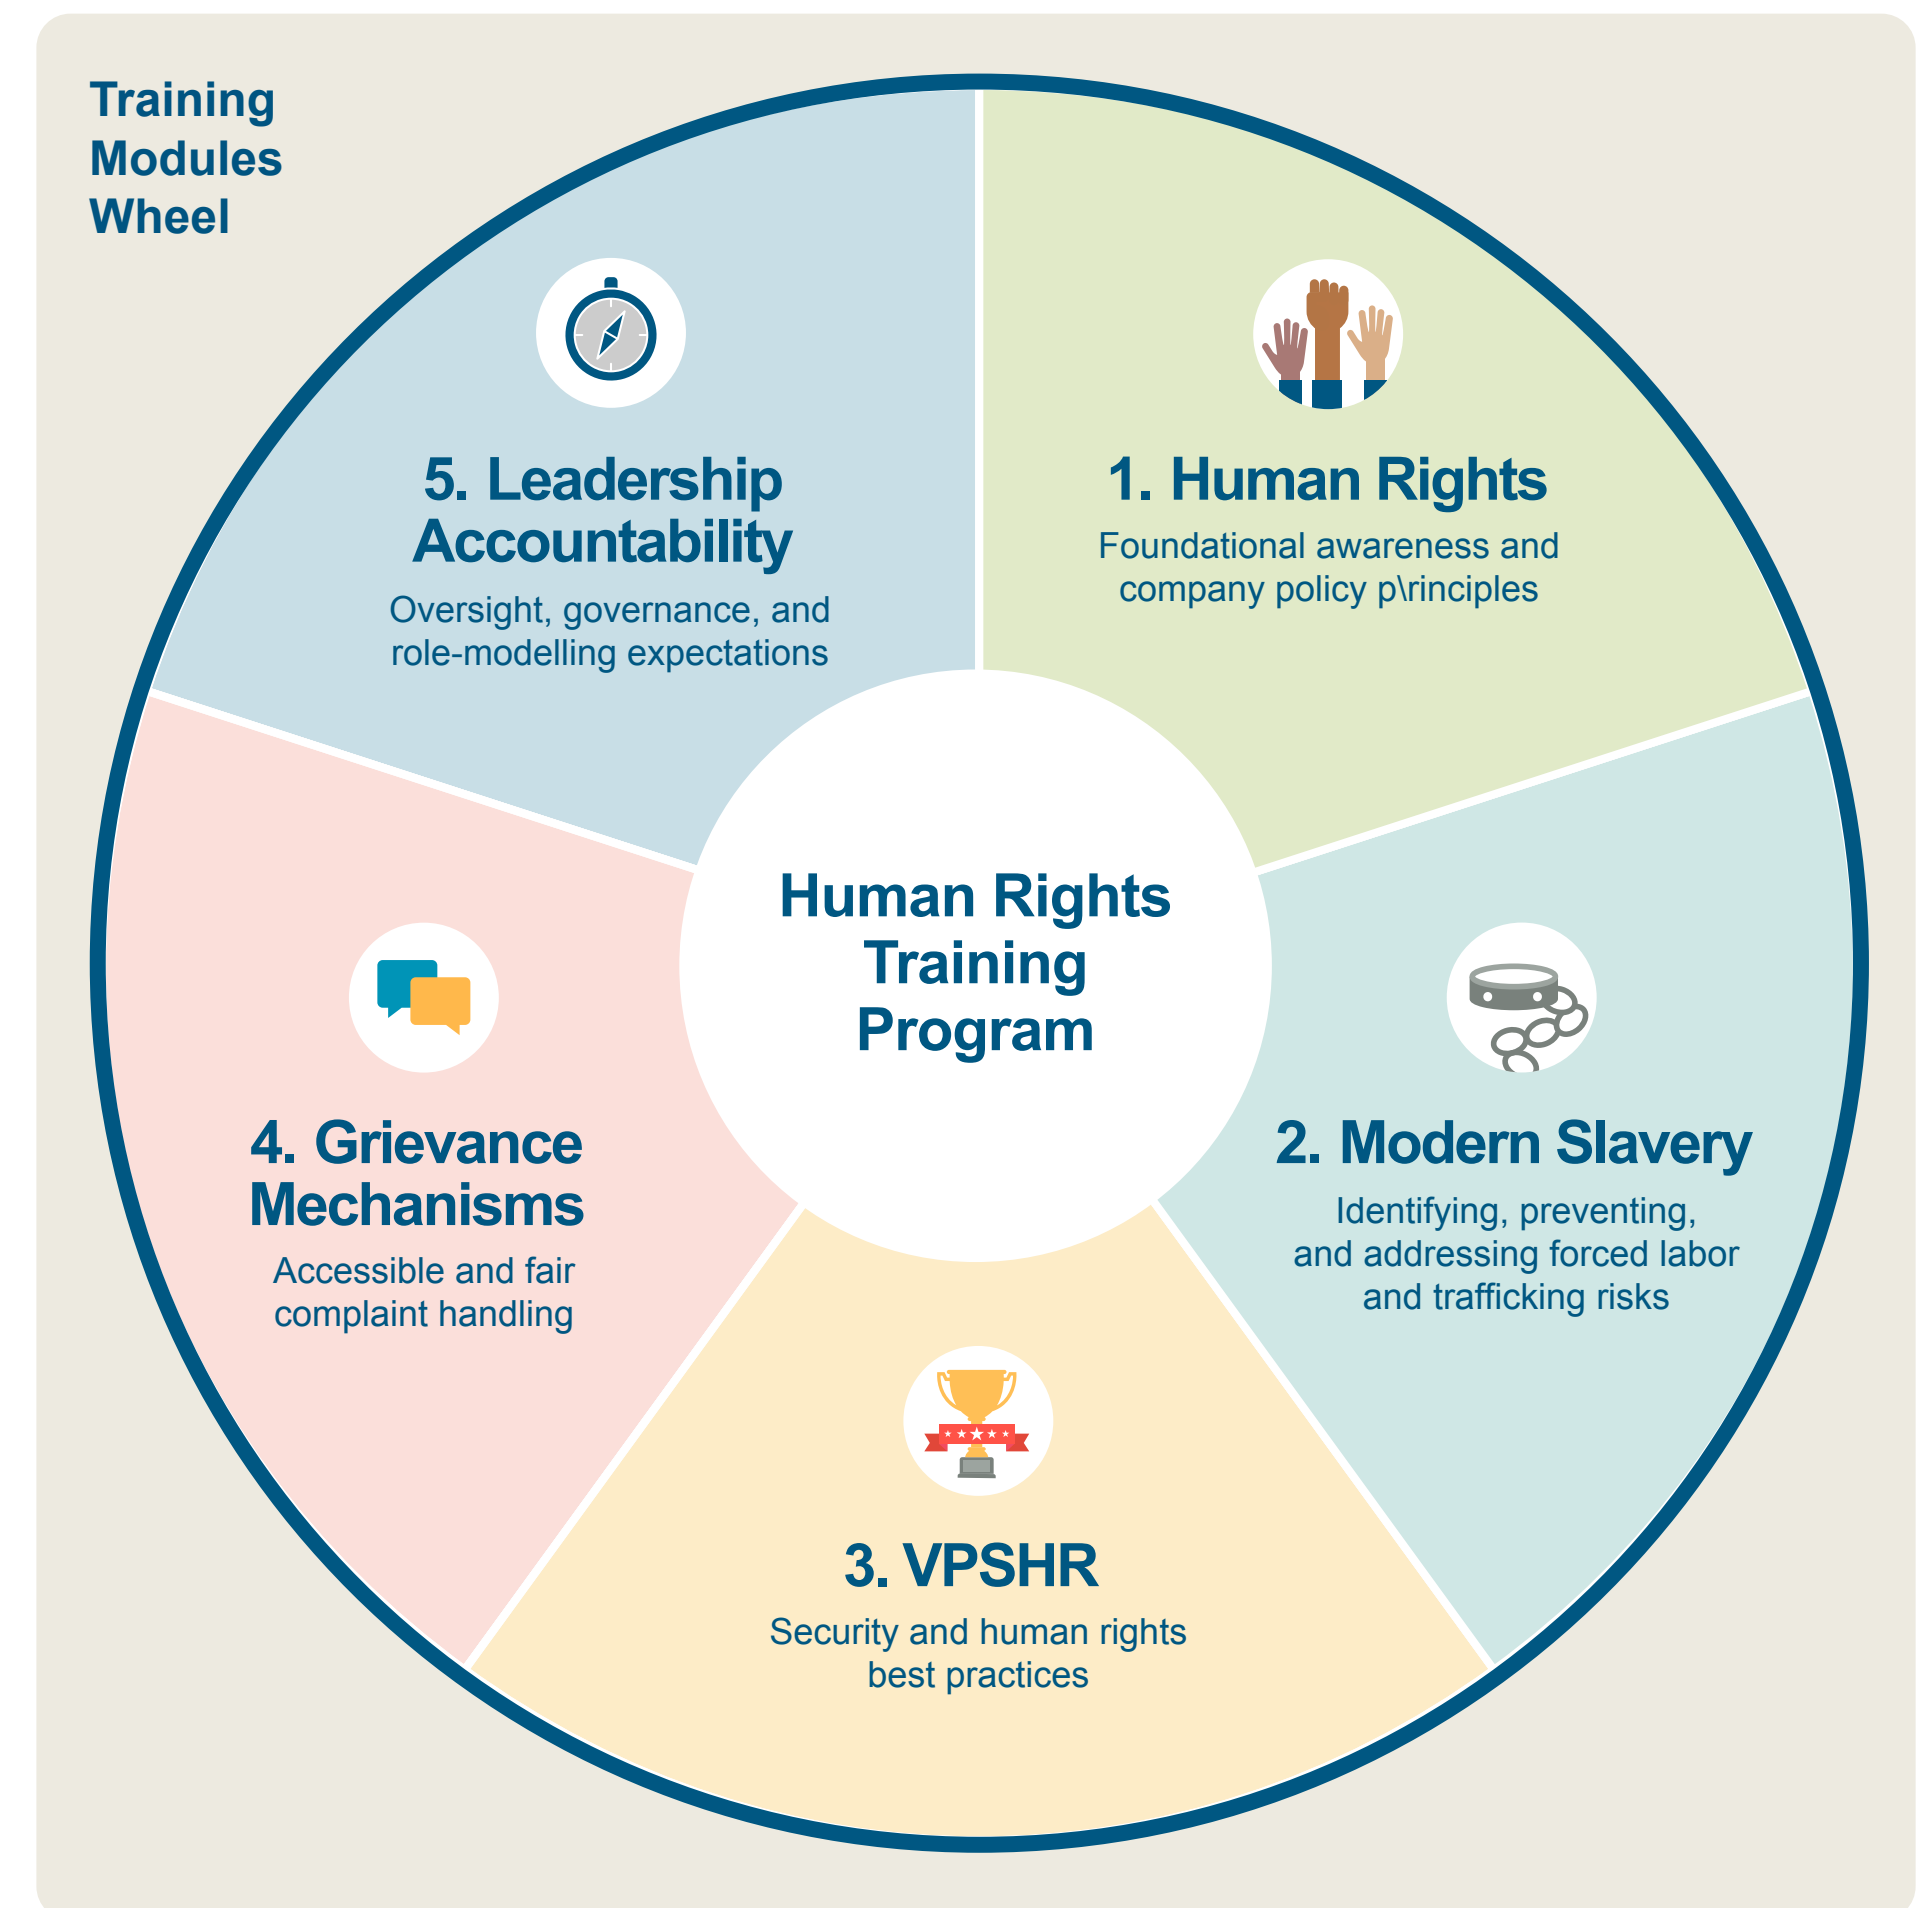 Training
Modules
Wheel
1. Human Rights
Foundational awareness and
company policy p\rinciples
2. Modern Slavery
Identifying, preventing,
and addressing forced labor
and trafficking risks
3. VPSHR
Security and human rights
best practices
4. Grievance
Mechanisms
Accessible and fair
complaint handling
5. Leadership
Accountability
Oversight, governance, and
role-modelling expectations
Human Rights
Training
Program